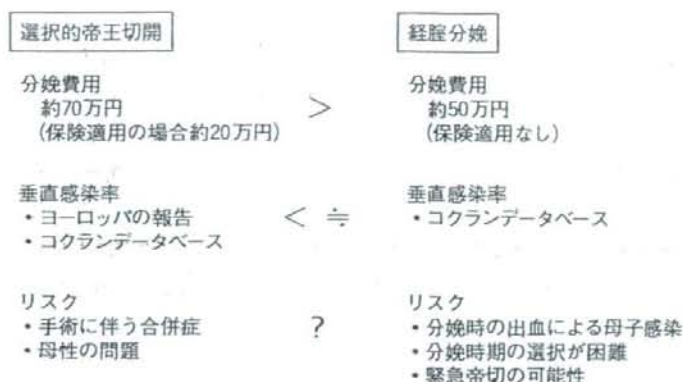 選択的帝王切開
経腟分娩
分娩費用
約70万円
(保険適用の場合約20万円)
>
分娩費用
約50万円
(保険適用なし)
垂直感染率
・ヨーロッパの報告
・コクランデータベース
< ≒
垂直感染率
・コクランデータベース
リスク
・手術に伴う合併症
・母性の問題
?
リスク
・分娩時の出血による母子感染
・分娩時期の選択が困難
・緊急帝切の可能性